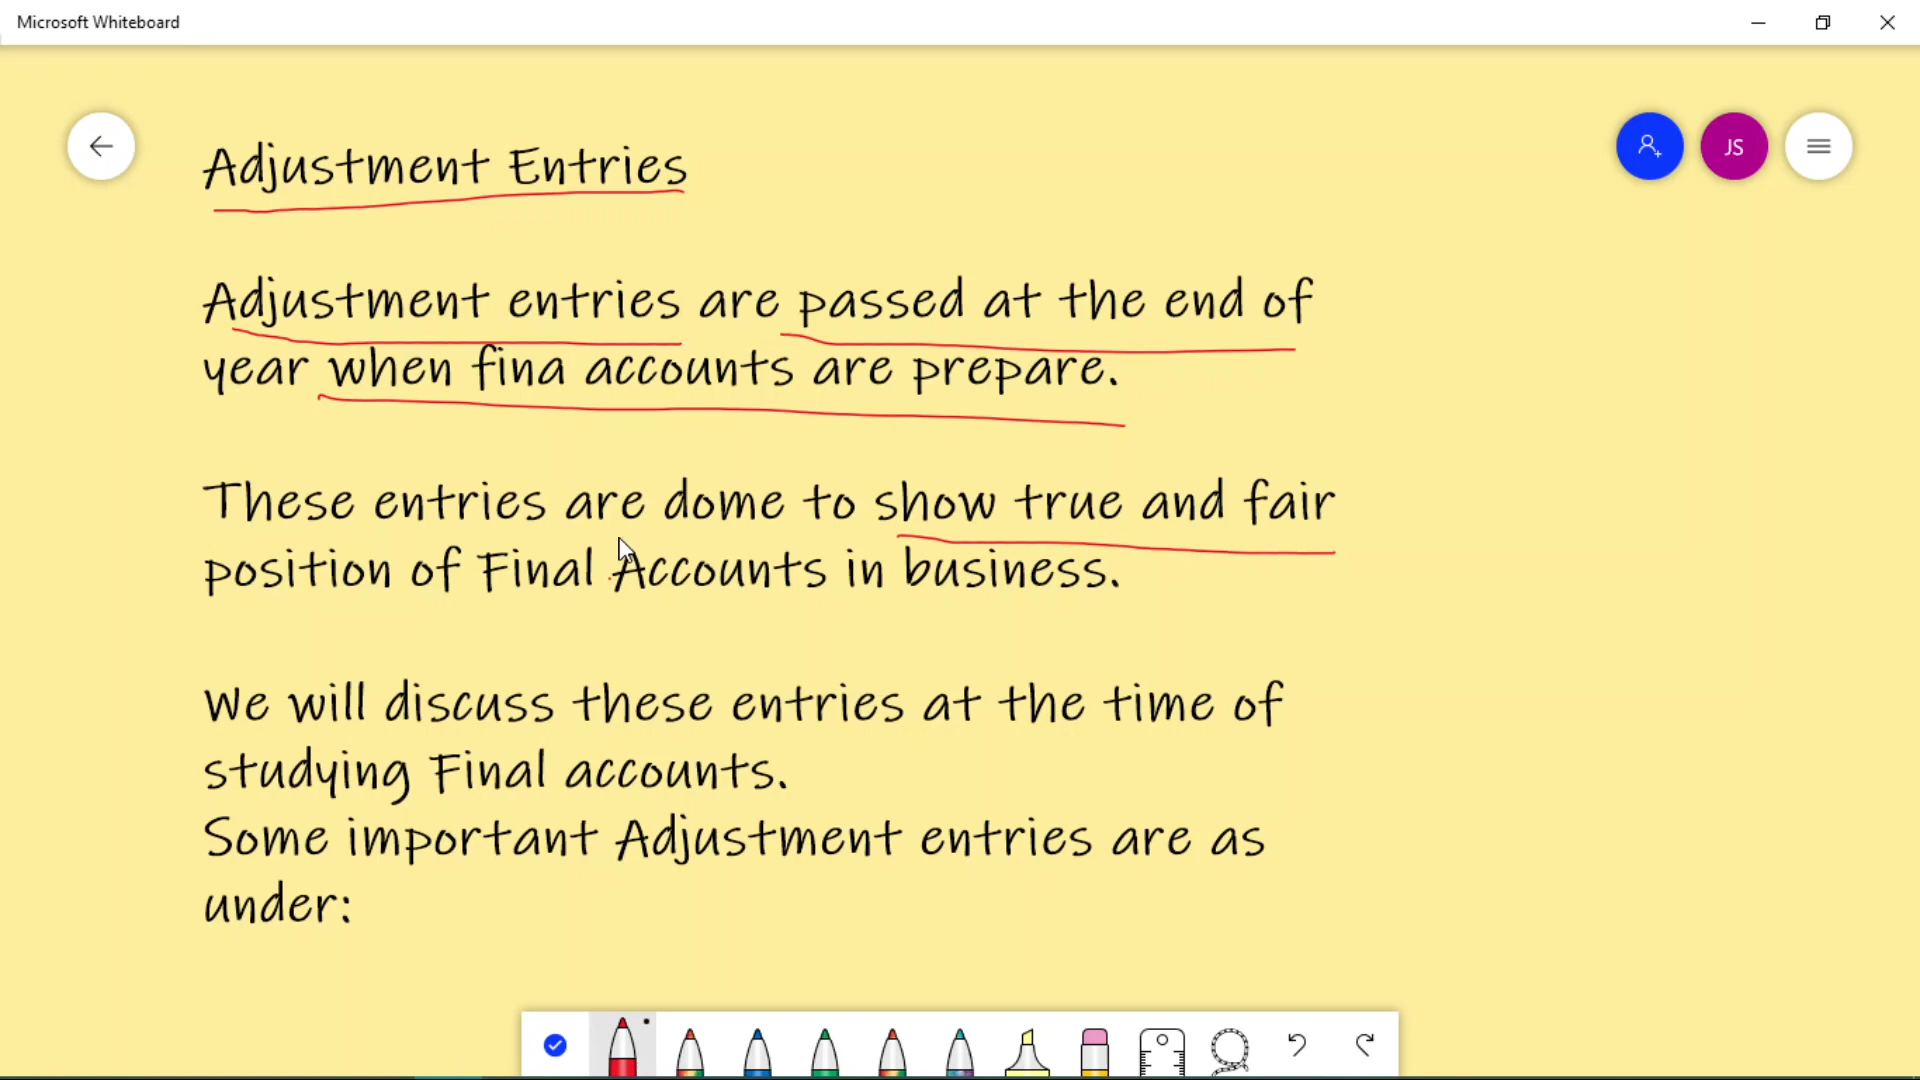 Microsoft Whiteboard
JS
Adjustment Entries
Adjustment entries are passed at the end of
year when fina accounts are prepare.
These entries are dome to show true and fair
position of Final Accounts in business.
We will discuss these entries at the time of
studying Final accounts.
Some important Adjustment entries are as
under: